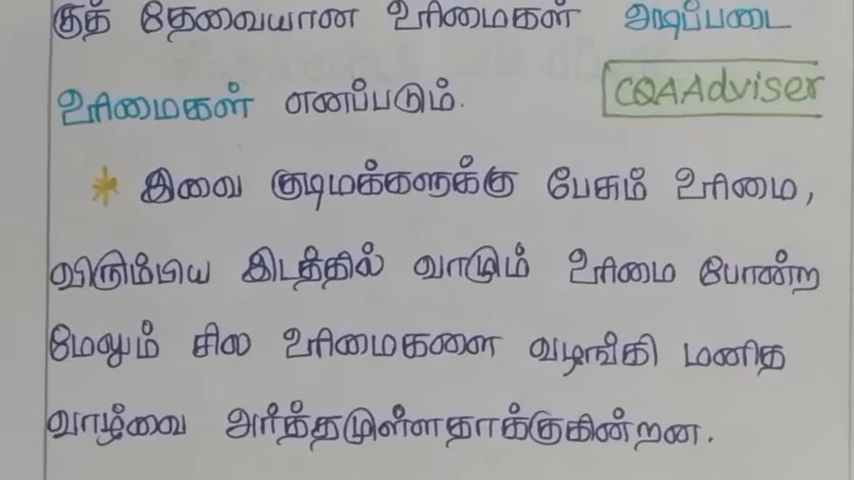 குத் தேவையான உரிமைகள் அடிப்படை
உரிமைகள் எனப்படும்.
CQAAdviser
* இவை குடிமக்களுக்கு பேசும் உரிமை,
விரும்பிய இடத்தில் வாழும் உரிமை போன்ற
மேலும் சில உரிமைகளை வழங்கி மனித
வாழ்வை அர்த்தமுள்ளதாக்குகின்றன.